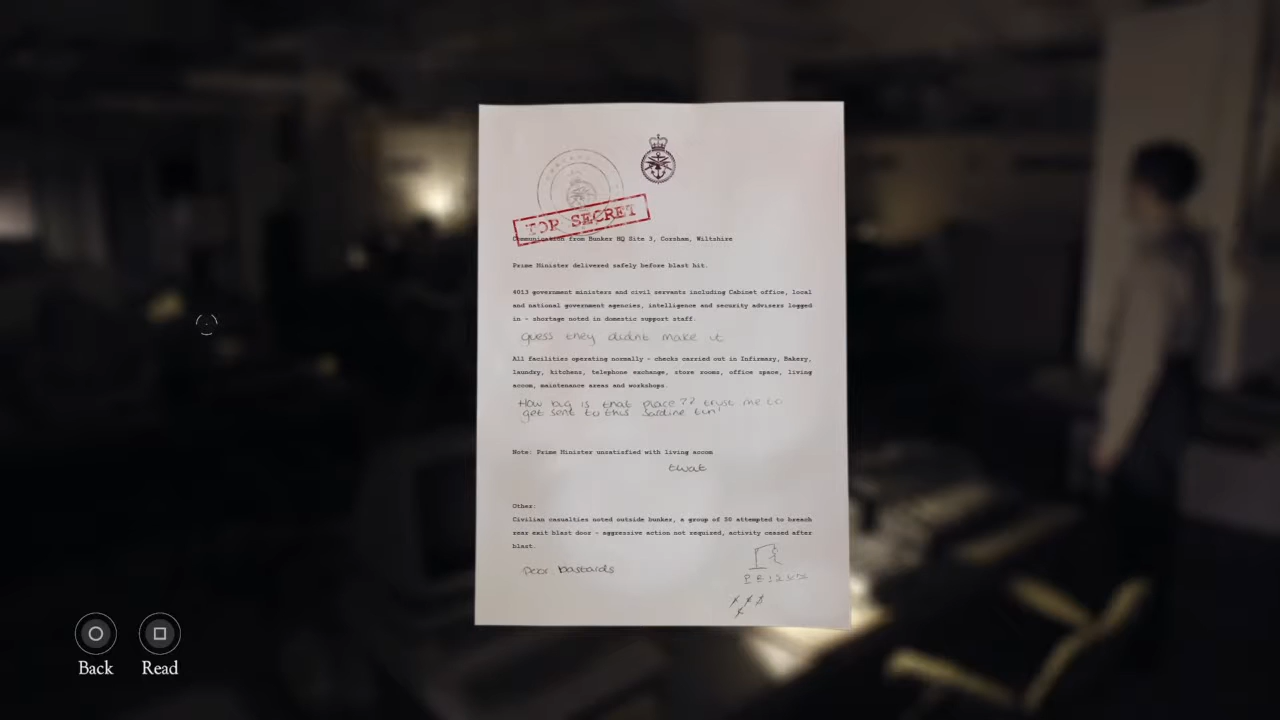 TOP SECRET
Communication from Bunker HQ Site 3, Corsham, Wiltshire
Prime Minister delivered safely before blast hit.
4013 government ministers and civil servants including Cabinet office, local
and national government agencies, intelligence and security advisers logged
in - shortage noted in domestic support staff.
guess they didnt make it
All facilities operating normally - checks carried out in Infirmary, Bakery,
laundry, kitchens, telephone exchange, store rooms, office space, living
accom, maintenance areas and workshops.
How big is that place?? trust me to
get sent to this sardine tin!
Note: Prime Minister unsatisfied with living accom
twat
Other:
Civilian casualties noted outside bunker, a group of 50 attempted to breach
rear exit blast door - aggressive action not required, activity ceased after
blast.
poor bastards
Back
Read